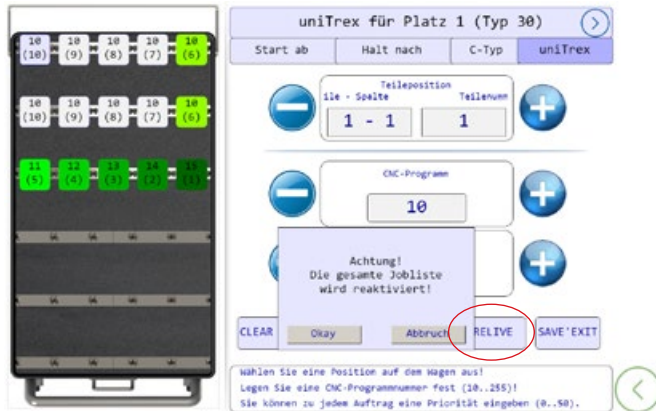 uniTrex für Platz 1 (Typ 30)
Start ab Halt nach C-Typ uniTrex
10 10 10 10 10
(10) (9) (8) (7) (6)
10 10 10 10 10
(10) (9) (8) (7) (6)
11 12 13 14 15
(5) (4) (3) (2) (1)
Teileposition
ile - Spalte Teilenumm
1 - 1 1
CNC-Programm
10
Achtung!
Die gesamte Jobliste
wird reaktiviert!
Okay Abbruch
CLEAR RELIVE SAVE'EXIT
Wählen Sie eine Position auf dem Wagen aus!
Legen Sie eine CNC-Programmnummer fest (10..255)!
Sie können zu jedem Auftrag eine Priorität eingeben (0..50).